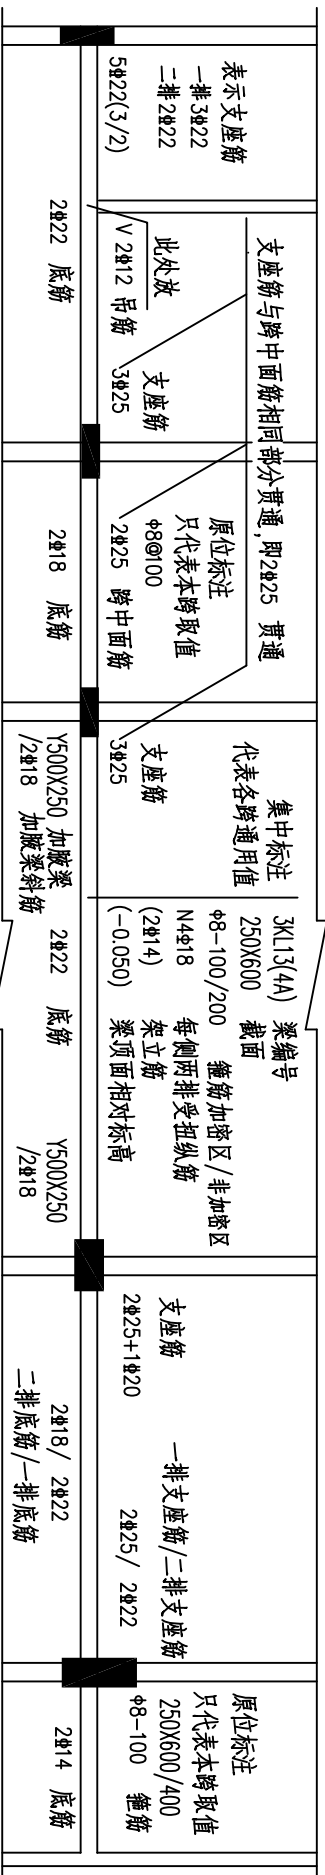 表示支座筋
一排3Φ22
二排2Φ22
5Φ22(3/2)
2Φ22 底筋
此处放
V 2Φ12 吊筋
支座筋
3Φ25
支座筋与跨中面筋相同部分贯通,即2Φ25 贯通
原位标注
只代表本跨取值
Φ8@100
2Φ25 跨中面筋
2Φ18 底筋
支座筋
3Φ25
集中标注
代表各跨通用值
3KL13(4A) 梁编号
250X600 截面
Φ8-100/200 箍筋加密区/非加密区
N4Φ18 每侧两排受扭纵筋
(2Φ14) 架立筋
(-0.050) 梁顶面相对标高
Y500X250 加腋梁
/2Φ18 加腋梁斜筋
2Φ22 底筋
Y500X250
/2Φ18
支座筋
2Φ25+1Φ20
2Φ18/ 2Φ22
二排底筋/一排底筋
一排支座筋/二排支座筋
2Φ25/ 2Φ22
原位标注
只代表本跨取值
250X600/400
Φ8-100 箍筋
2Φ14 底筋